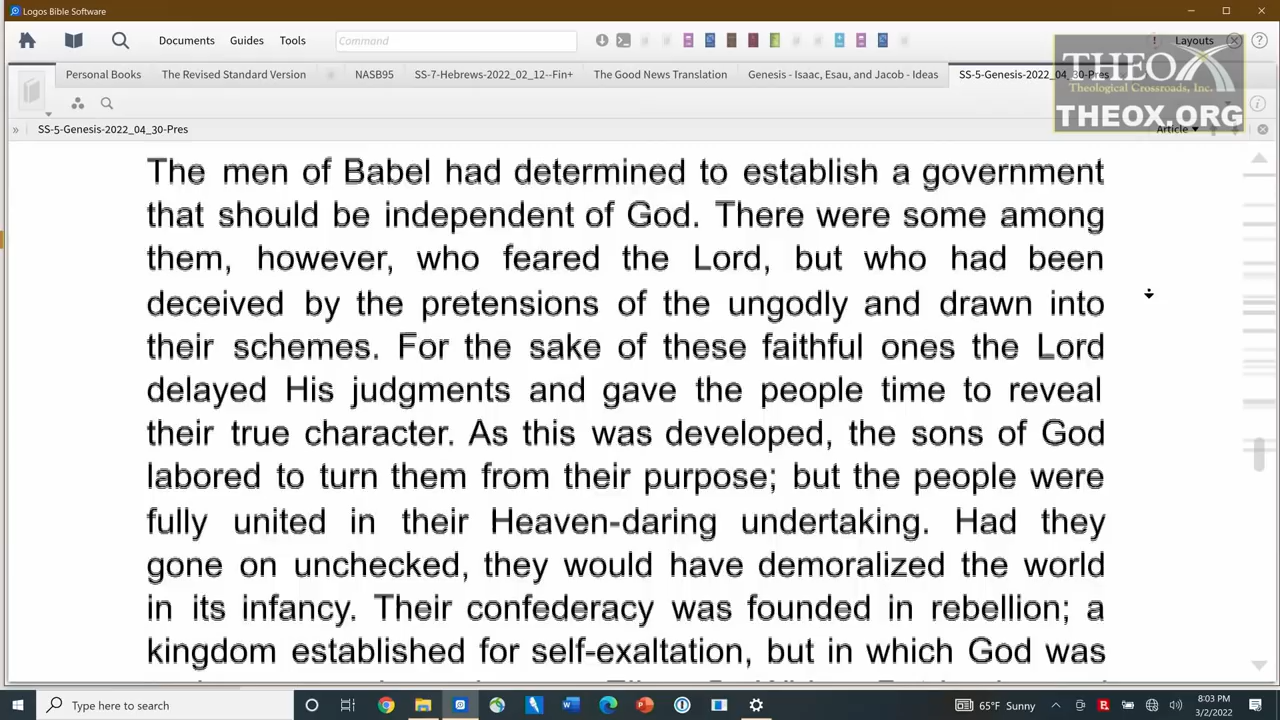 Logos Bible Software
Documents Guides Tools Command Layouts
Personal Books The Revised Standard Version NASB95 SS-7-Hebrews-2022_02_12--Fin+ The Good News Translation Genesis - Isaac, Esau, and Jacob - Ideas SS-5-Genesis-2022_04_30-Pres
THEOX
Theological Crossroads, Inc.
THEOX.ORG
SS-5-Genesis-2022_04_30-Pres Article
The men of Babel had determined to establish a government
that should be independent of God. There were some among
them, however, who feared the Lord, but who had been
deceived by the pretensions of the ungodly and drawn into
their schemes. For the sake of these faithful ones the Lord
delayed His judgments and gave the people time to reveal
their true character. As this was developed, the sons of God
labored to turn them from their purpose; but the people were
fully united in their Heaven-daring undertaking. Had they
gone on unchecked, they would have demoralized the world
in its infancy. Their confederacy was founded in rebellion; a
kingdom established for self-exaltation, but in which God was
Type here to search 65°F Sunny 8:03 PM
3/2/2022